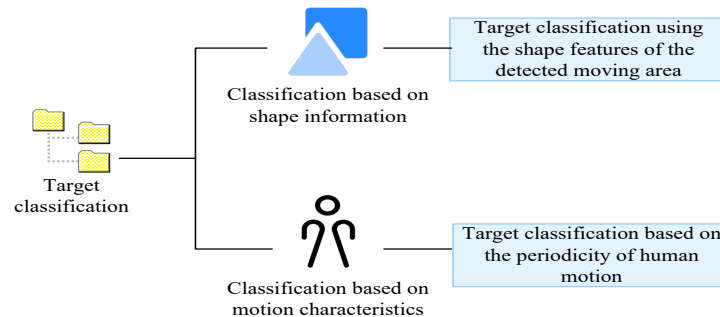 Target
classification
Classification based on
shape information
Target classification using
the shape features of the
detected moving area
Classification based on
motion characteristics
Target classification based on
the periodicity of human
motion